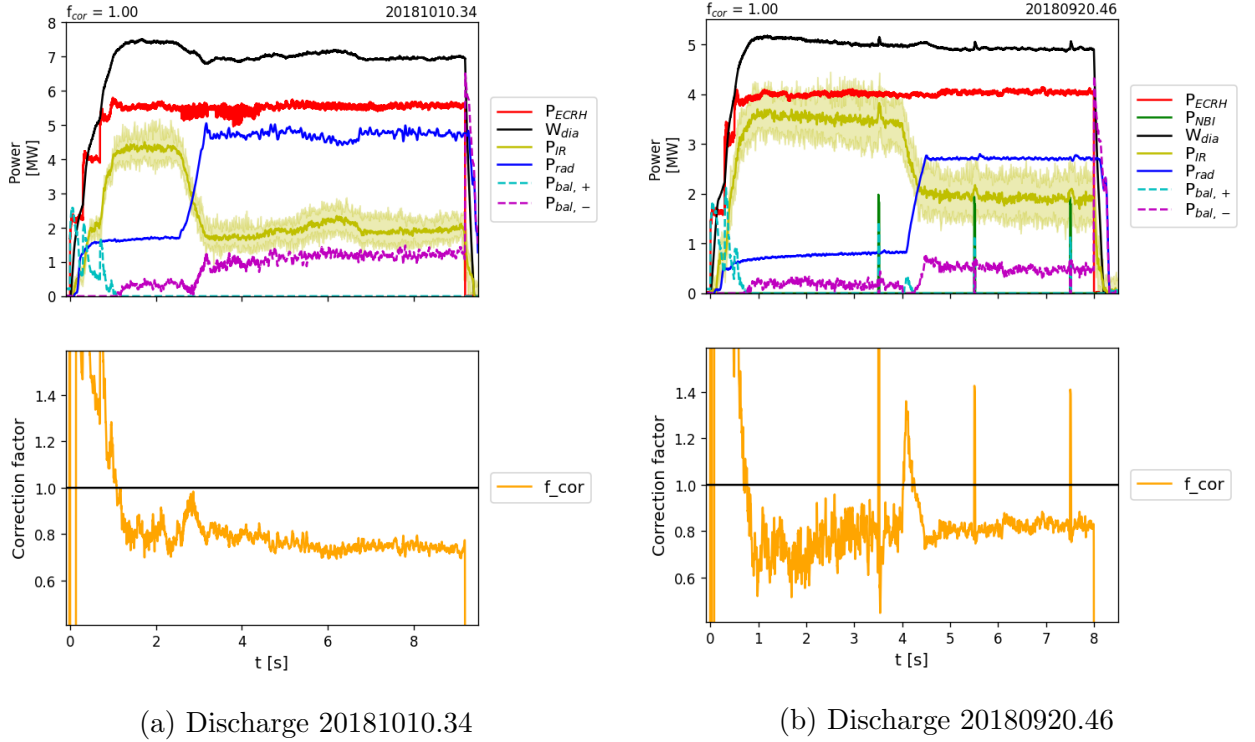 f_cor = 1.00 20181010.34
8
7
6
5
4
3
2
1
0
Power
[MW]
P_ECRH
W_dia
P_IR
P_rad
P_bal, +
P_bal, −
1.4
1.2
1.0
0.8
0.6
Correction factor
f_cor
0 2 4 6 8
t [s]
(a) Discharge 20181010.34
f_cor = 1.00 20180920.46
5
4
3
2
1
0
Power
[MW]
P_ECRH
P_NBI
W_dia
P_IR
P_rad
P_bal, +
P_bal, −
1.4
1.2
1.0
0.8
0.6
Correction factor
f_cor
0 1 2 3 4 5 6 7 8
t [s]
(b) Discharge 20180920.46